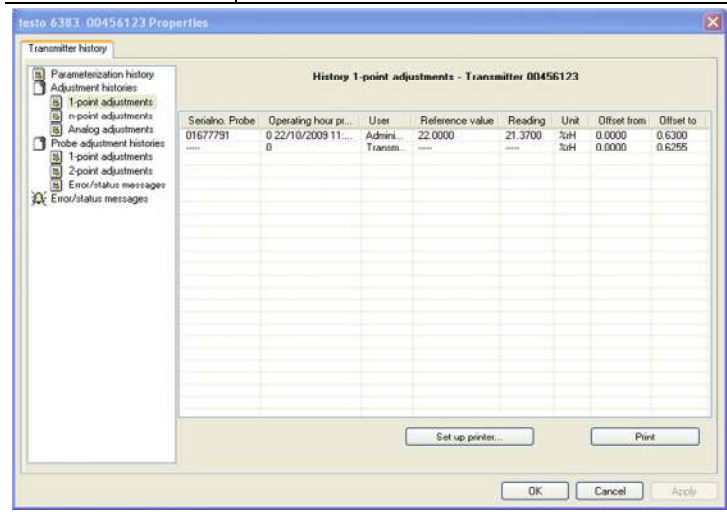 testo 6383 00456123 Properties
Transmitter history
Parameterization history
Adjustment histories
1-point adjustments
n-point adjustments
Analog adjustments
Probe adjustment histories
1-point adjustments
2-point adjustments
Error/status messages
Error/status messages
History 1-point adjustments - Transmitter 00456123
Serialno. Probe Operating hour pr... User Reference value Reading Unit Offset from Offset to
01677791 0 22/10/2009 11:... Admini... 22.0000 21.3700 %rH 0.0000 0.6300
----- 0 Transm... ----- ----- %rH 0.0000 0.6255
Set up printer... Print
OK Cancel Apply